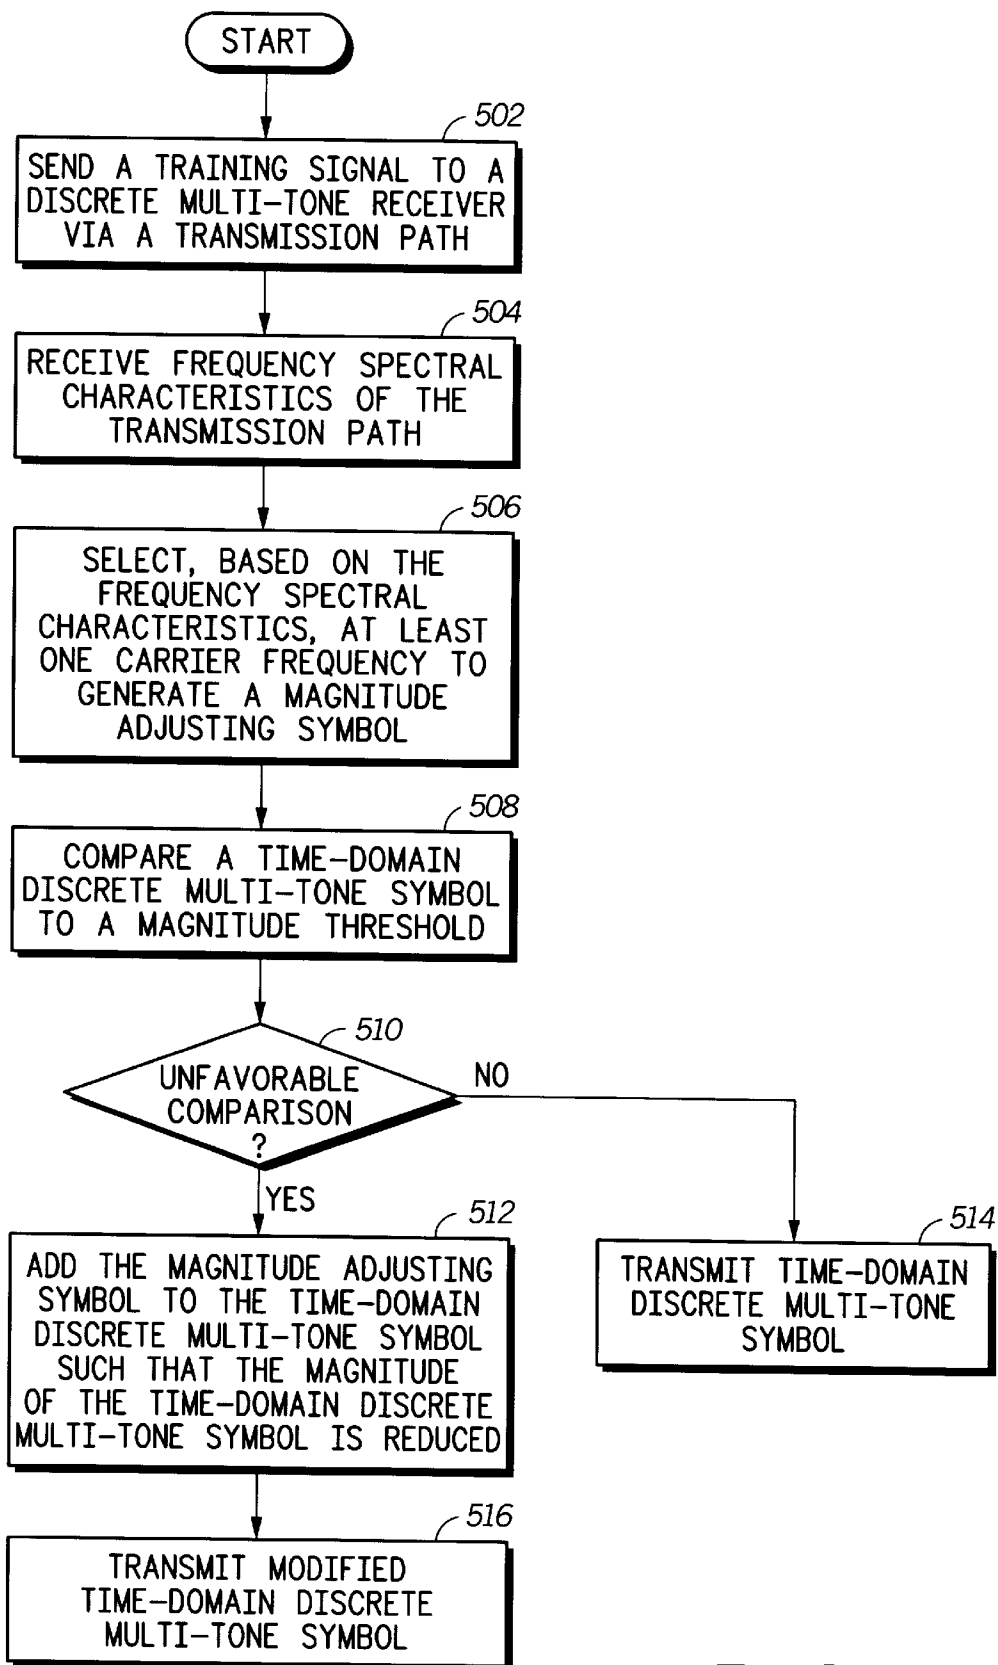 START
502
SEND A TRAINING SIGNAL TO A
DISCRETE MULTI-TONE RECEIVER
VIA A TRANSMISSION PATH
504
RECEIVE FREQUENCY SPECTRAL
CHARACTERISTICS OF THE
TRANSMISSION PATH
506
SELECT, BASED ON THE
FREQUENCY SPECTRAL
CHARACTERISTICS, AT LEAST
ONE CARRIER FREQUENCY TO
GENERATE A MAGNITUDE
ADJUSTING SYMBOL
508
COMPARE A TIME-DOMAIN
DISCRETE MULTI-TONE SYMBOL
TO A MAGNITUDE THRESHOLD
510
UNFAVORABLE
COMPARISON
?
NO
YES
512
ADD THE MAGNITUDE ADJUSTING
SYMBOL TO THE TIME-DOMAIN
DISCRETE MULTI-TONE SYMBOL
SUCH THAT THE MAGNITUDE
OF THE TIME-DOMAIN DISCRETE
MULTI-TONE SYMBOL IS REDUCED
514
TRANSMIT TIME-DOMAIN
DISCRETE MULTI-TONE
SYMBOL
516
TRANSMIT MODIFIED
TIME-DOMAIN DISCRETE
MULTI-TONE SYMBOL